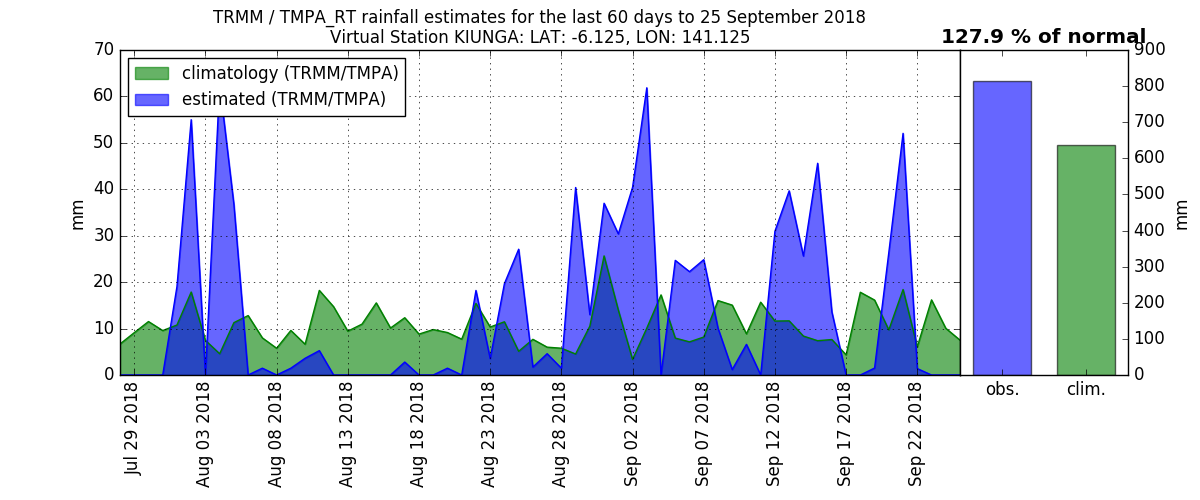 TRMM / TMPA_RT rainfall estimates for the last 60 days to 25 September 2018
Virtual Station KIUNGA: LAT: -6.125, LON: 141.125
127.9 % of normal
climatology (TRMM/TMPA)
estimated (TRMM/TMPA)
70
60
50
40
30
20
10
0
mm
Jul 29 2018
Aug 03 2018
Aug 08 2018
Aug 13 2018
Aug 18 2018
Aug 23 2018
Aug 28 2018
Sep 02 2018
Sep 07 2018
Sep 12 2018
Sep 17 2018
Sep 22 2018
obs.
clim.
900
800
700
600
500
400
300
200
100
0
mm